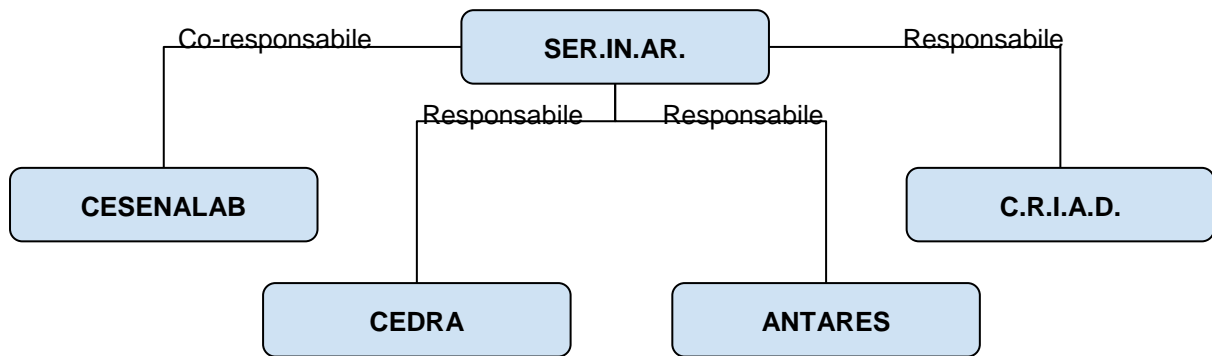 Co-responsabile
SER.IN.AR.
Responsabile
Responsabile
Responsabile
CESENALAB
C.R.I.A.D.
CEDRA
ANTARES